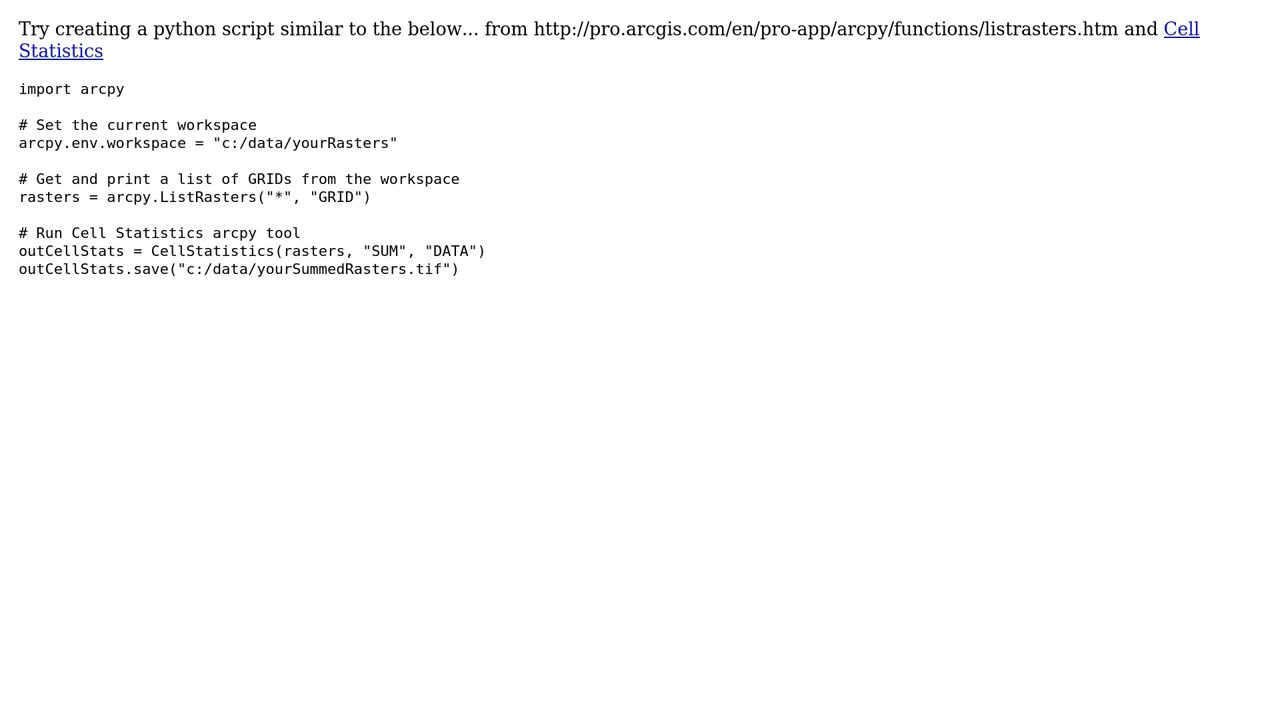 Try creating a python script similar to the below... from http://pro.arcgis.com/en/pro-app/arcpy/functions/listrasters.htm and Cell
Statistics
import arcpy
# Set the current workspace
arcpy.env.workspace = "c:/data/yourRasters"
# Get and print a list of GRIDs from the workspace
rasters = arcpy.ListRasters("*", "GRID")
# Run Cell Statistics arcpy tool
outCellStats = CellStatistics(rasters, "SUM", "DATA")
outCellStats.save("c:/data/yourSummedRasters.tif")